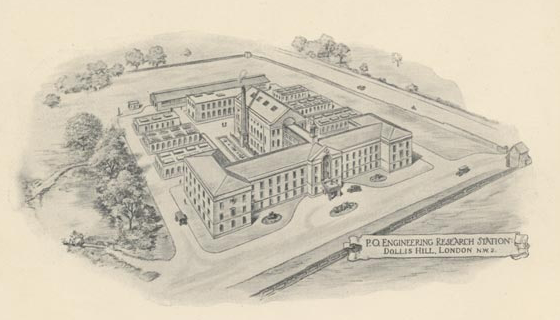 P.O. ENGINEERING RESEARCH STATION
DOLLIS HILL, LONDON N.W.2.